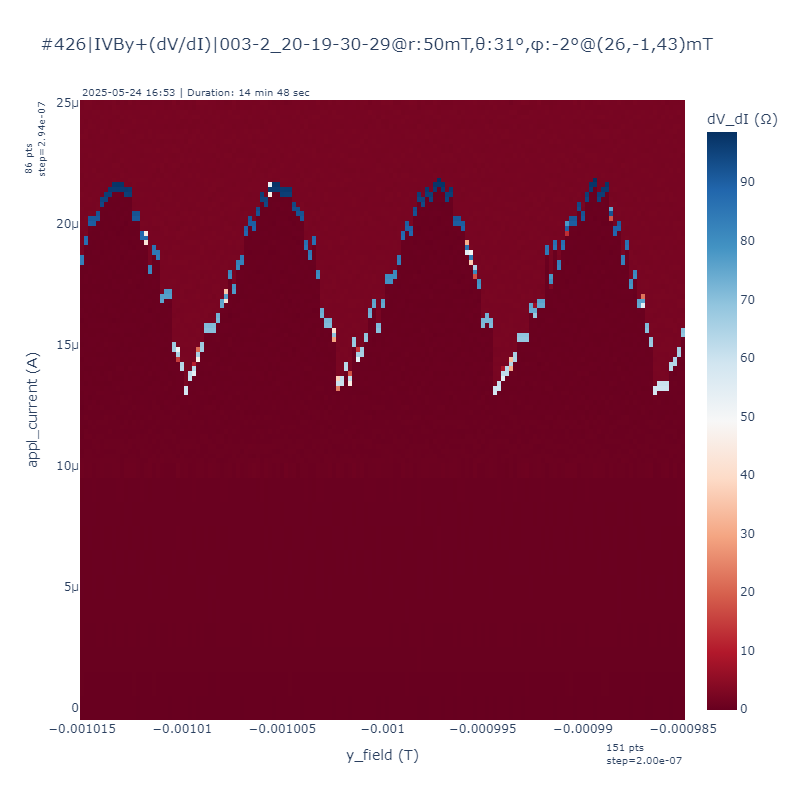 #426|IVBy+(dV/dI)|003-2_20-19-30-29@r:50mT,θ:31°,φ:-2°@(26,-1,43)mT
2025-05-24 16:53 | Duration: 14 min 48 sec
86 pts
step=2.94e-07
dV_dI (Ω)
25μ
20μ
15μ
10μ
5μ
0
appl_current (A)
90
80
70
60
50
40
30
20
10
0
−0.001015
−0.00101
−0.001005
−0.001
−0.000995
−0.00099
−0.000985
y_field (T)
151 pts
step=2.00e-07